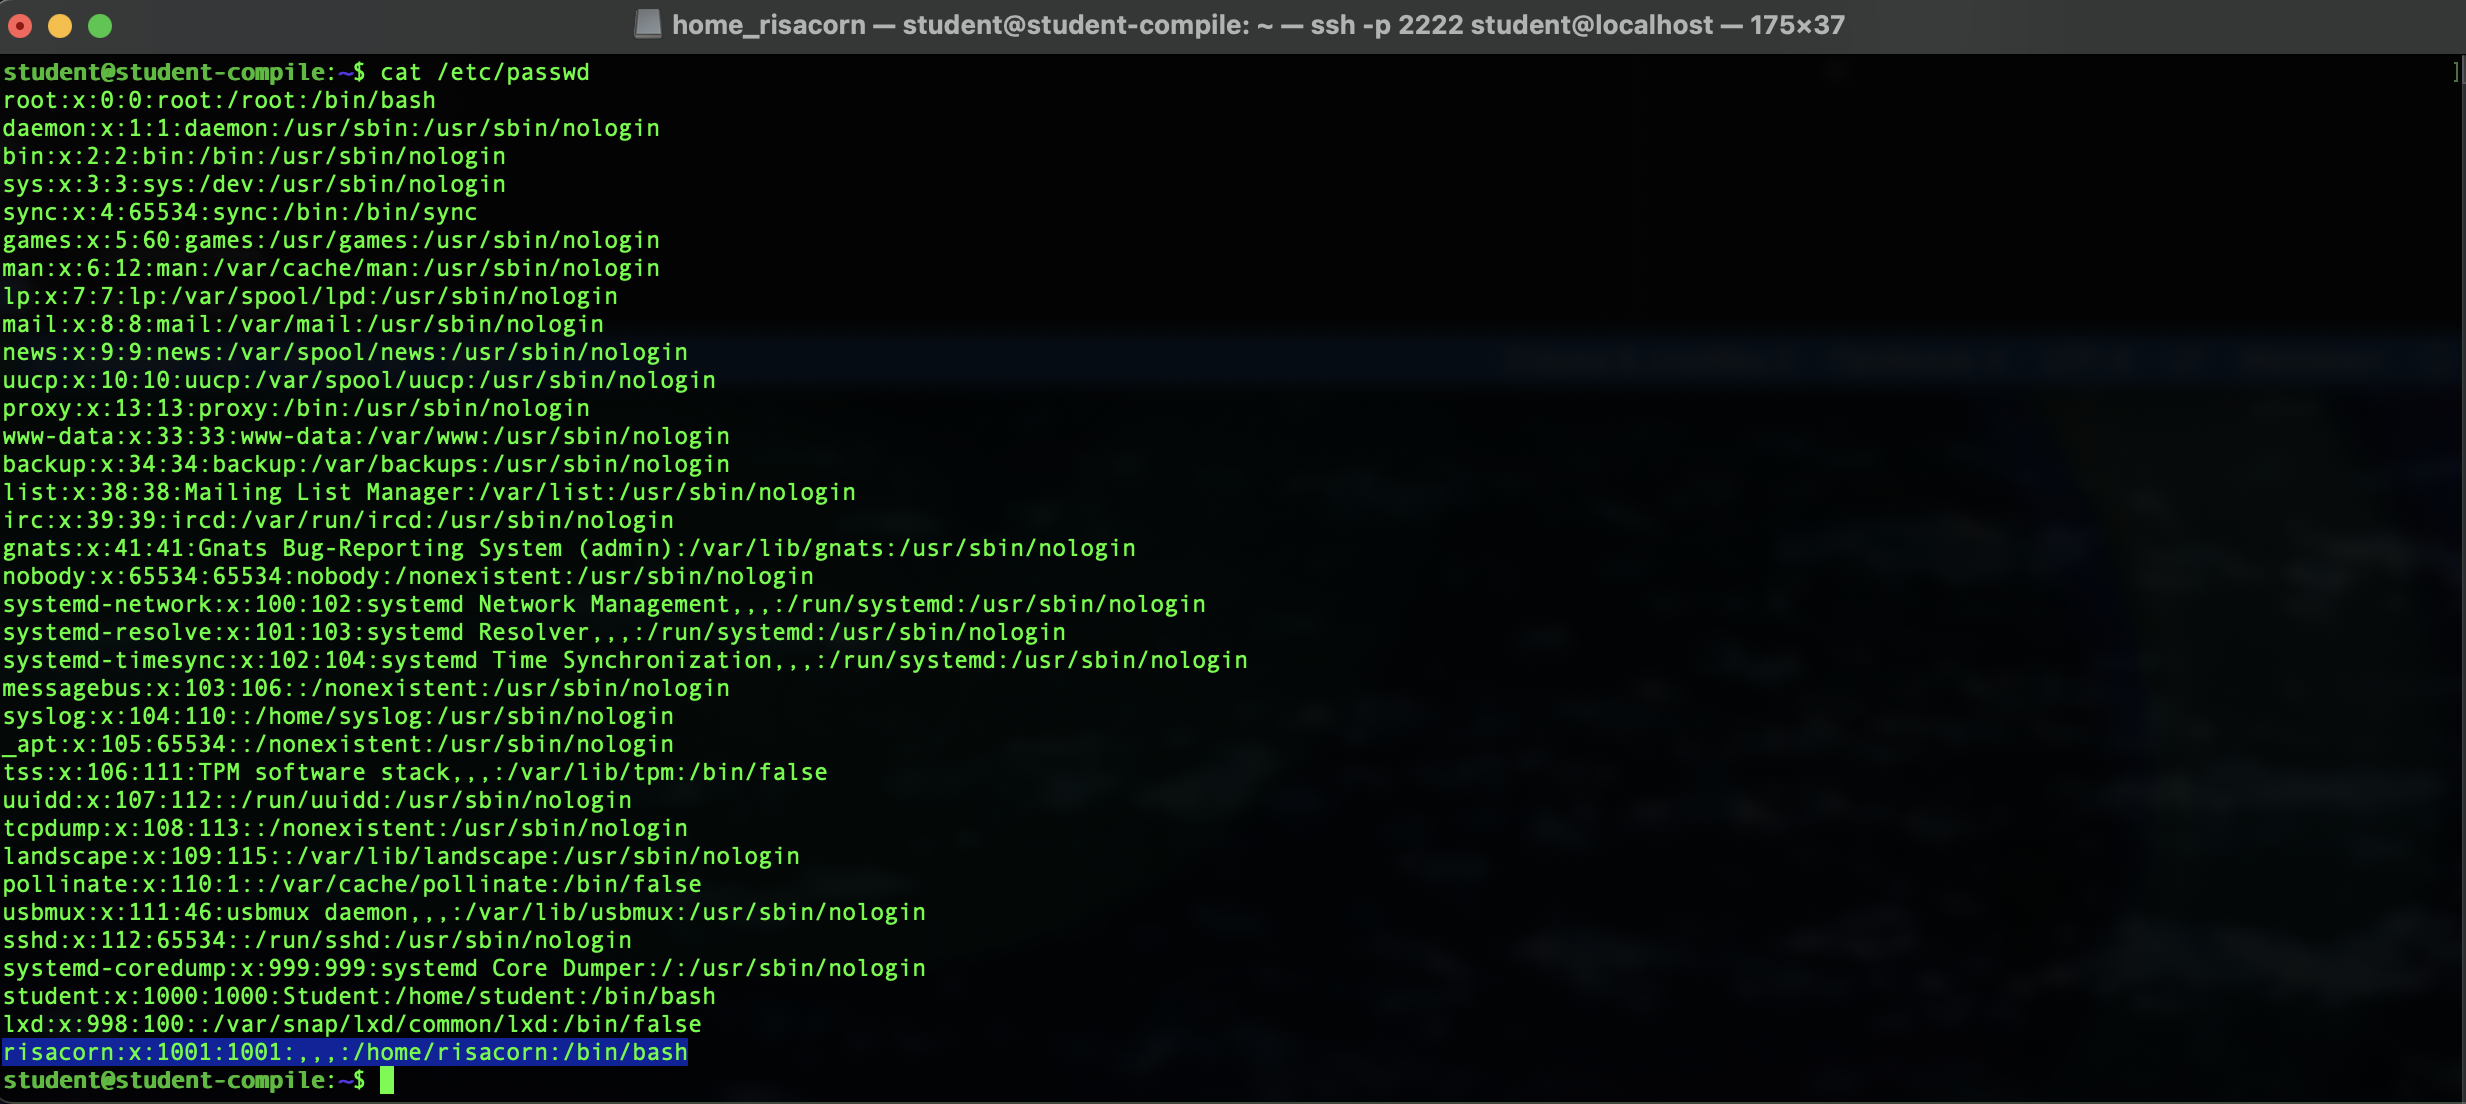 home_risacorn — student@student-compile: ~ — ssh -p 2222 student@localhost — 175×37
student@student-compile:~$ cat /etc/passwd
root:x:0:0:root:/root:/bin/bash
daemon:x:1:1:daemon:/usr/sbin:/usr/sbin/nologin
bin:x:2:2:bin:/bin:/usr/sbin/nologin
sys:x:3:3:sys:/dev:/usr/sbin/nologin
sync:x:4:65534:sync:/bin:/bin/sync
games:x:5:60:games:/usr/games:/usr/sbin/nologin
man:x:6:12:man:/var/cache/man:/usr/sbin/nologin
lp:x:7:7:lp:/var/spool/lpd:/usr/sbin/nologin
mail:x:8:8:mail:/var/mail:/usr/sbin/nologin
news:x:9:9:news:/var/spool/news:/usr/sbin/nologin
uucp:x:10:10:uucp:/var/spool/uucp:/usr/sbin/nologin
proxy:x:13:13:proxy:/bin:/usr/sbin/nologin
www-data:x:33:33:www-data:/var/www:/usr/sbin/nologin
backup:x:34:34:backup:/var/backups:/usr/sbin/nologin
list:x:38:38:Mailing List Manager:/var/list:/usr/sbin/nologin
irc:x:39:39:ircd:/var/run/ircd:/usr/sbin/nologin
gnats:x:41:41:Gnats Bug-Reporting System (admin):/var/lib/gnats:/usr/sbin/nologin
nobody:x:65534:65534:nobody:/nonexistent:/usr/sbin/nologin
systemd-network:x:100:102:systemd Network Management,,,:/run/systemd:/usr/sbin/nologin
systemd-resolve:x:101:103:systemd Resolver,,,:/run/systemd:/usr/sbin/nologin
systemd-timesync:x:102:104:systemd Time Synchronization,,,:/run/systemd:/usr/sbin/nologin
messagebus:x:103:106::/nonexistent:/usr/sbin/nologin
syslog:x:104:110::/home/syslog:/usr/sbin/nologin
_apt:x:105:65534::/nonexistent:/usr/sbin/nologin
tss:x:106:111:TPM software stack,,,:/var/lib/tpm:/bin/false
uuidd:x:107:112::/run/uuidd:/usr/sbin/nologin
tcpdump:x:108:113::/nonexistent:/usr/sbin/nologin
landscape:x:109:115::/var/lib/landscape:/usr/sbin/nologin
pollinate:x:110:1::/var/cache/pollinate:/bin/false
usbmux:x:111:46:usbmux daemon,,,:/var/lib/usbmux:/usr/sbin/nologin
sshd:x:112:65534::/run/sshd:/usr/sbin/nologin
systemd-coredump:x:999:999:systemd Core Dumper:/:/usr/sbin/nologin
student:x:1000:1000:Student:/home/student:/bin/bash
lxd:x:998:100::/var/snap/lxd/common/lxd:/bin/false
risacorn:x:1001:1001:,,,:/home/risacorn:/bin/bash
student@student-compile:~$